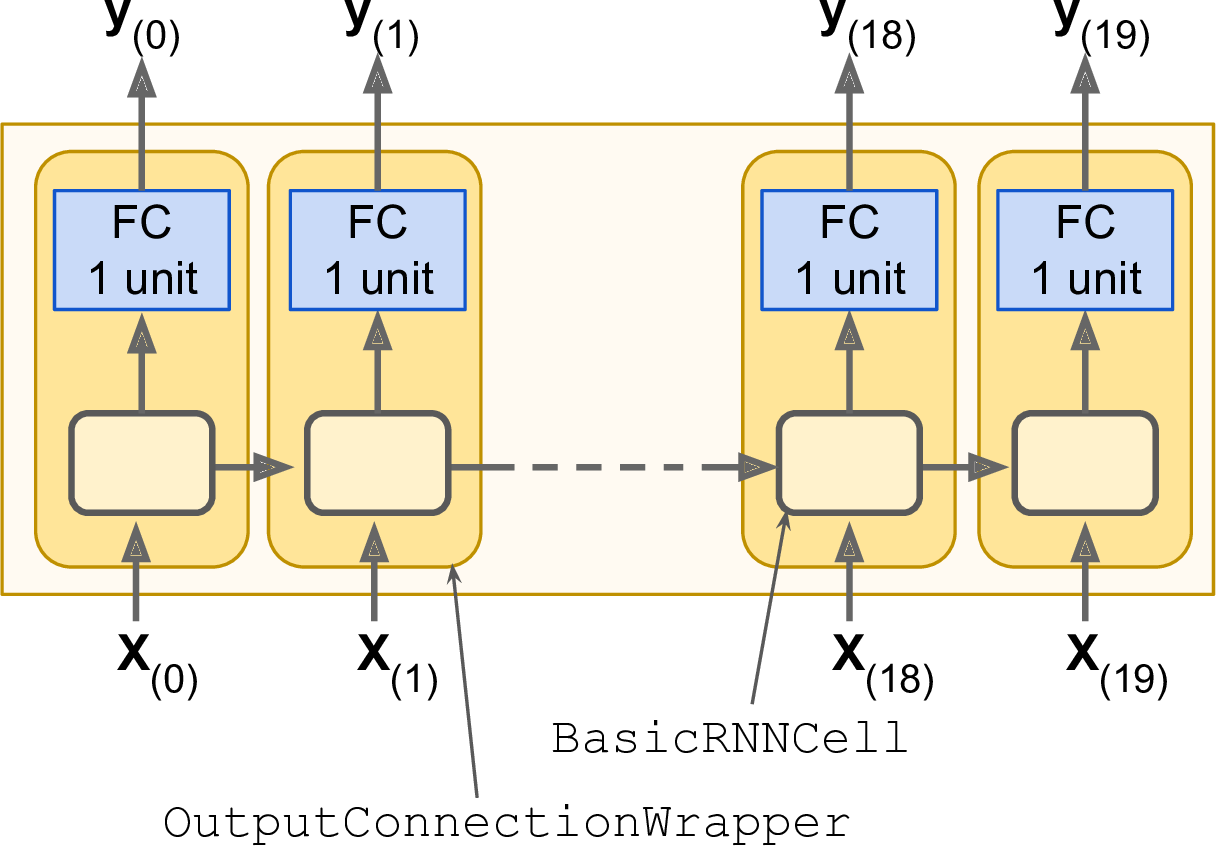 y(0) y(1) y(18) y(19)
FC FC FC FC
1 unit 1 unit 1 unit 1 unit
x(0) x(1) x(18) x(19)
BasicRNNCell
OutputConnectionWrapper